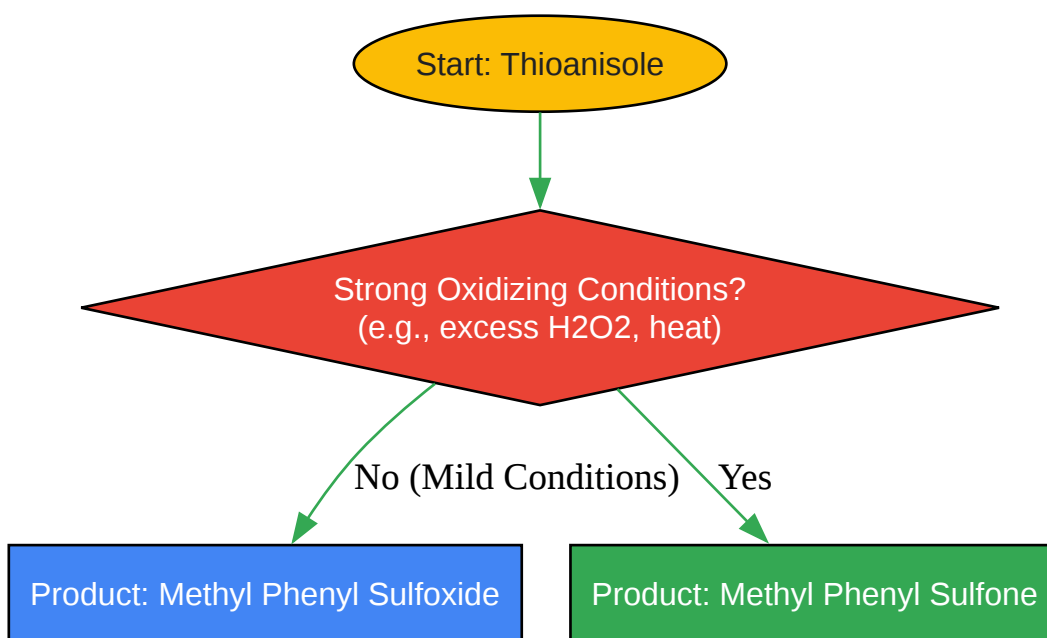 Start: Thioanisole
Strong Oxidizing Conditions?
(e.g., excess H2O2, heat)
No (Mild Conditions)
Yes
Product: Methyl Phenyl Sulfoxide
Product: Methyl Phenyl Sulfone